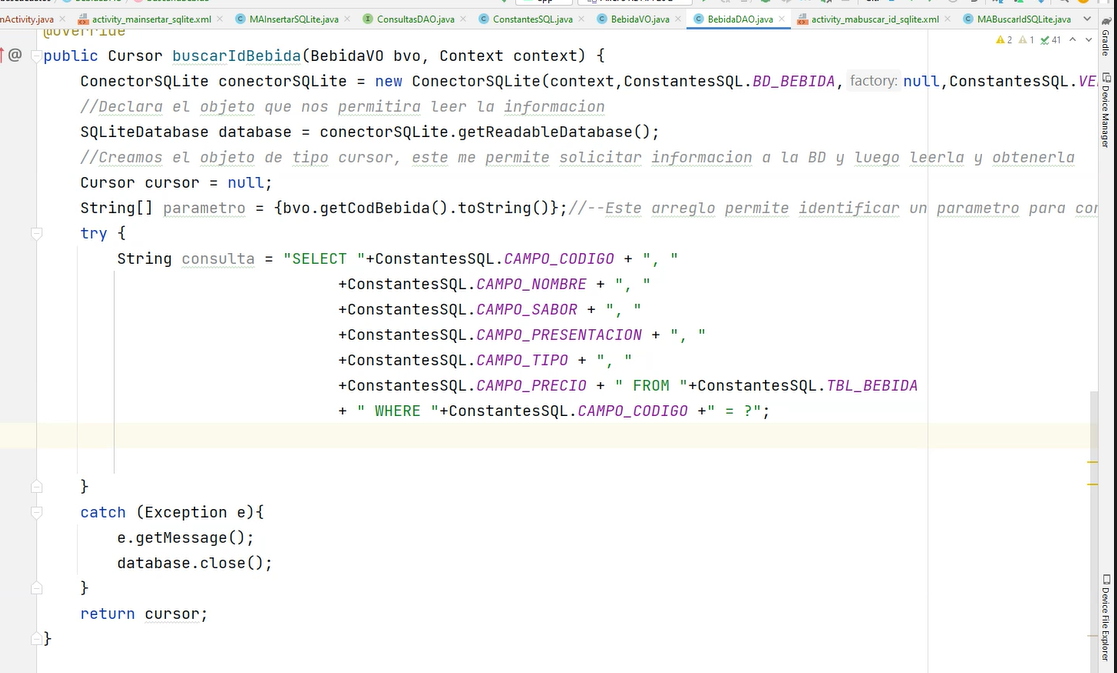 nActivity.java activity_mainsertar_sqlite.xml MAInsertarSQLite.java ConsultasDAO.java ConstantesSQL.java BebidaVO.java BebidaDAO.java activity_mabuscar_id_sqlite.xml MABuscarIdSQLite.java
@Override
2 1 41
public Cursor buscarIdBebida(BebidaVO bvo, Context context) {
ConectorSQLite conectorSQLite = new ConectorSQLite(context,ConstantesSQL.BD_BEBIDA, factory: null,ConstantesSQL.VE
//Declara el objeto que nos permitira leer la informacion
SQLiteDatabase database = conectorSQLite.getReadableDatabase();
//Creamos el objeto de tipo cursor, este me permite solicitar informacion a la BD y luego leerla y obtenerla
Cursor cursor = null;
String[] parametro = {bvo.getCodBebida().toString()};//--Este arreglo permite identificar un parametro para con
try {
String consulta = "SELECT "+ConstantesSQL.CAMPO_CODIGO + ", "
+ConstantesSQL.CAMPO_NOMBRE + ", "
+ConstantesSQL.CAMPO_SABOR + ", "
+ConstantesSQL.CAMPO_PRESENTACION + ", "
+ConstantesSQL.CAMPO_TIPO + ", "
+ConstantesSQL.CAMPO_PRECIO + " FROM "+ConstantesSQL.TBL_BEBIDA
+ " WHERE "+ConstantesSQL.CAMPO_CODIGO +" = ?";
}
catch (Exception e){
e.getMessage();
database.close();
}
return cursor;
}
Gradle
Device Manager
Device File Explorer